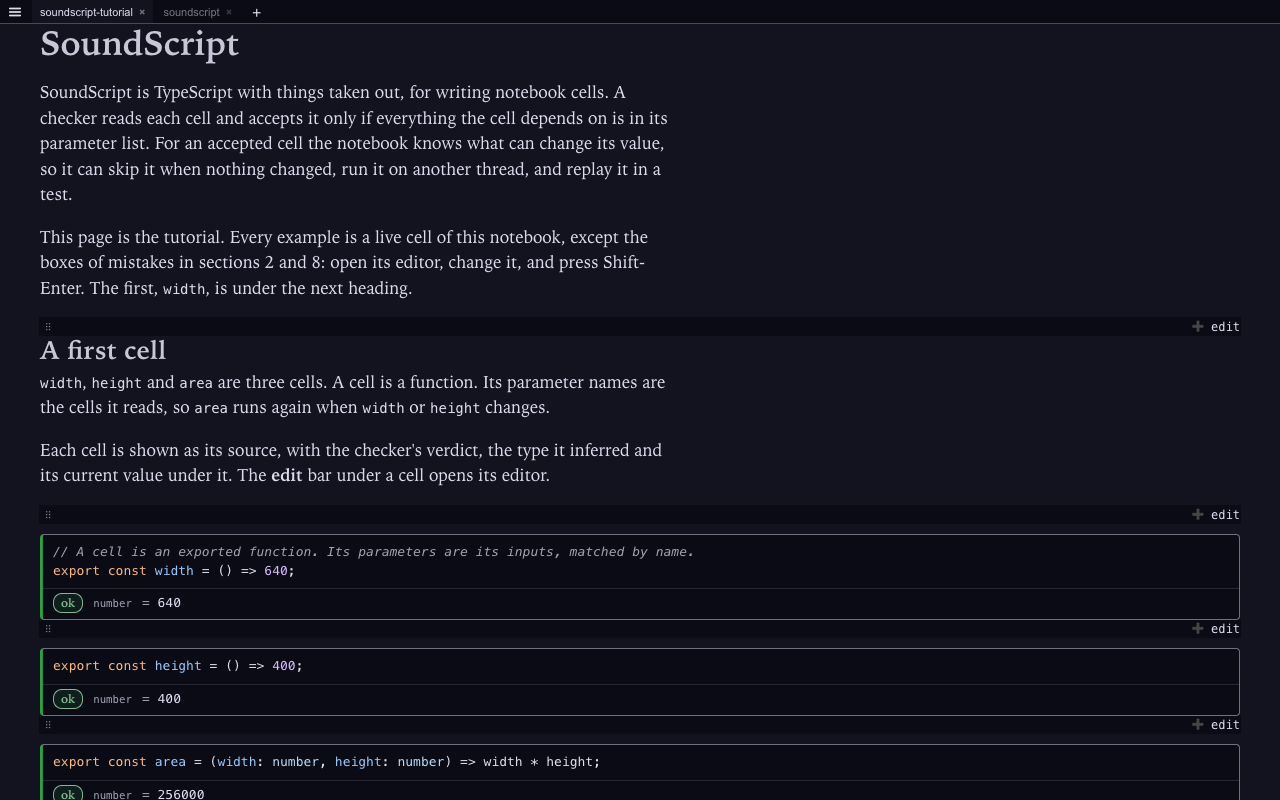 soundscript-tutorial × soundscript × +
SoundScript
SoundScript is TypeScript with things taken out, for writing notebook cells. A
checker reads each cell and accepts it only if everything the cell depends on is in its
parameter list. For an accepted cell the notebook knows what can change its value,
so it can skip it when nothing changed, run it on another thread, and replay it in a
test.
This page is the tutorial. Every example is a live cell of this notebook, except the
boxes of mistakes in sections 2 and 8: open its editor, change it, and press Shift-
Enter. The first, width, is under the next heading.
edit
A first cell
width, height and area are three cells. A cell is a function. Its parameter names are
the cells it reads, so area runs again when width or height changes.
Each cell is shown as its source, with the checker's verdict, the type it inferred and
its current value under it. The edit bar under a cell opens its editor.
edit
// A cell is an exported function. Its parameters are its inputs, matched by name.
export const width = () => 640;
ok number = 640
edit
export const height = () => 400;
ok number = 400
edit
export const area = (width: number, height: number) => width * height;
ok number = 256000